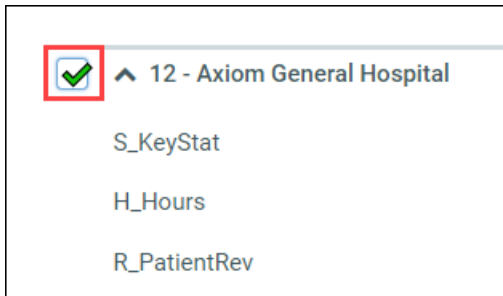 12 - Axiom General Hospital
S_KeyStat
H_Hours
R_PatientRev